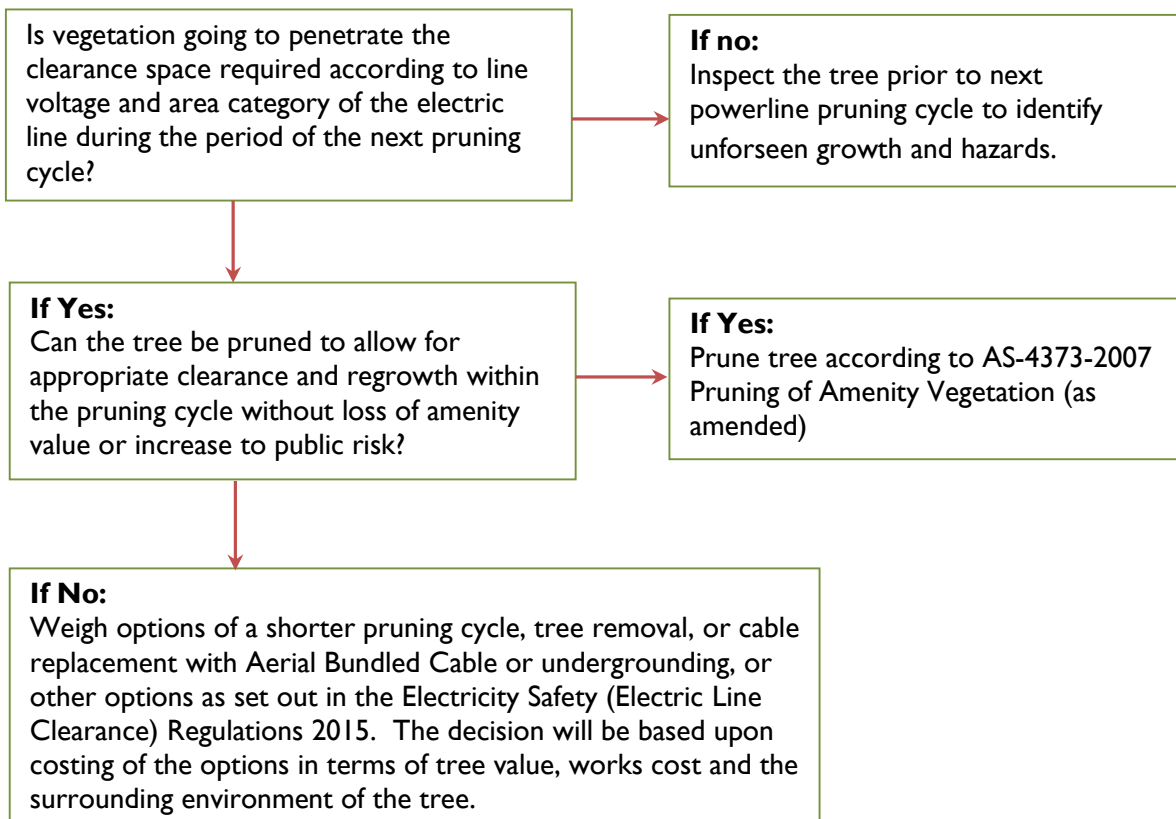 Is vegetation going to penetrate the
clearance space required according to line
voltage and area category of the electric
line during the period of the next pruning
cycle?
If no:
Inspect the tree prior to next
powerline pruning cycle to identify
unforseen growth and hazards.
If Yes:
Can the tree be pruned to allow for
appropriate clearance and regrowth within
the pruning cycle without loss of amenity
value or increase to public risk?
If Yes:
Prune tree according to AS-4373-2007
Pruning of Amenity Vegetation (as
amended)
If No:
Weigh options of a shorter pruning cycle, tree removal, or cable
replacement with Aerial Bundled Cable or undergrounding, or
other options as set out in the Electricity Safety (Electric Line
Clearance) Regulations 2015.  The decision will be based upon
costing of the options in terms of tree value, works cost and the
surrounding environment of the tree.